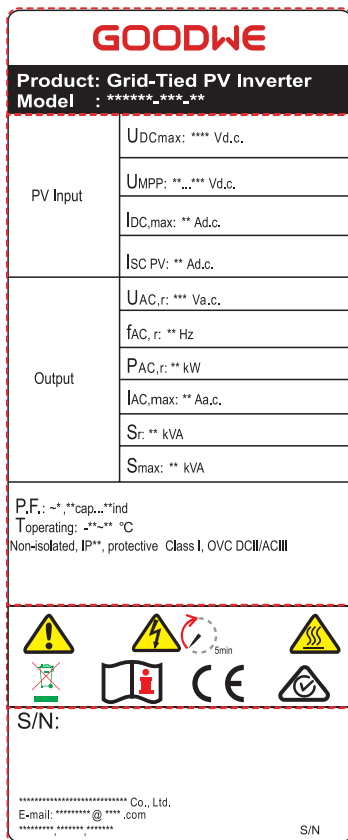 GOODWE
Product: Grid-Tied PV Inverter
Model : ******-***-**
PV Input
UDCmax: **** Vd.c.
UMPP: **...*** Vd.c.
IDC,max: ** Ad.c.
ISC PV: ** Ad.c.
Output
UAC,r: *** Va.c.
fAC, r: ** Hz
PAC,r: ** kW
IAC,max: ** Aa.c.
Sr: ** kVA
Smax: ** kVA
P.F.: ~*,**cap...**ind
Toperating: -**~** °C
Non-isolated, IP**, protective Class I, OVC DCII/ACIII
5min
CE
S/N:
*************************** Co., Ltd.
E-mail: ********* @ **** .com
*********,*******,*******
S/N